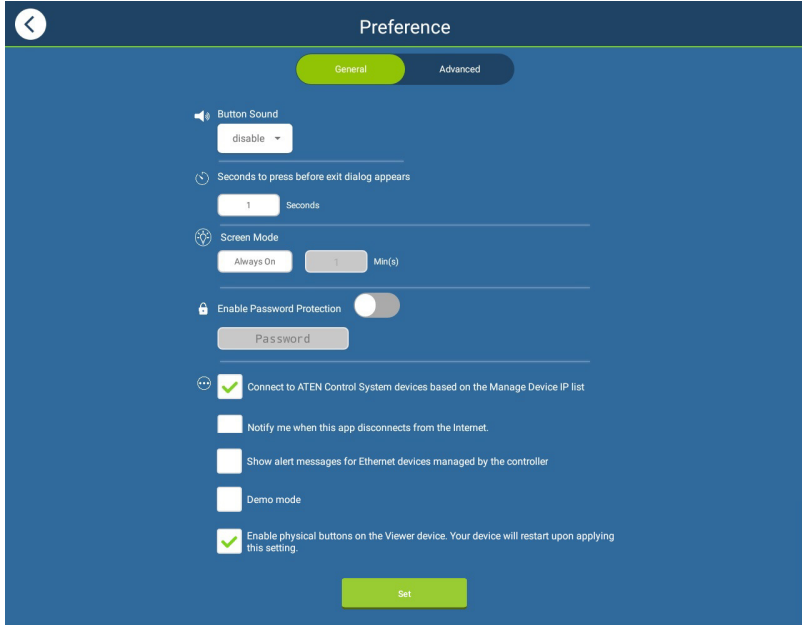 Preference
General
Advanced
Button Sound
disable
Seconds to press before exit dialog appears
1 Seconds
Screen Mode
Always On 1 Min(s)
Enable Password Protection
Password
Connect to ATEN Control System devices based on the Manage Device IP list
Notify me when this app disconnects from the Internet.
Show alert messages for Ethernet devices managed by the controller
Demo mode
Enable physical buttons on the Viewer device. Your device will restart upon applying
this setting.
Set